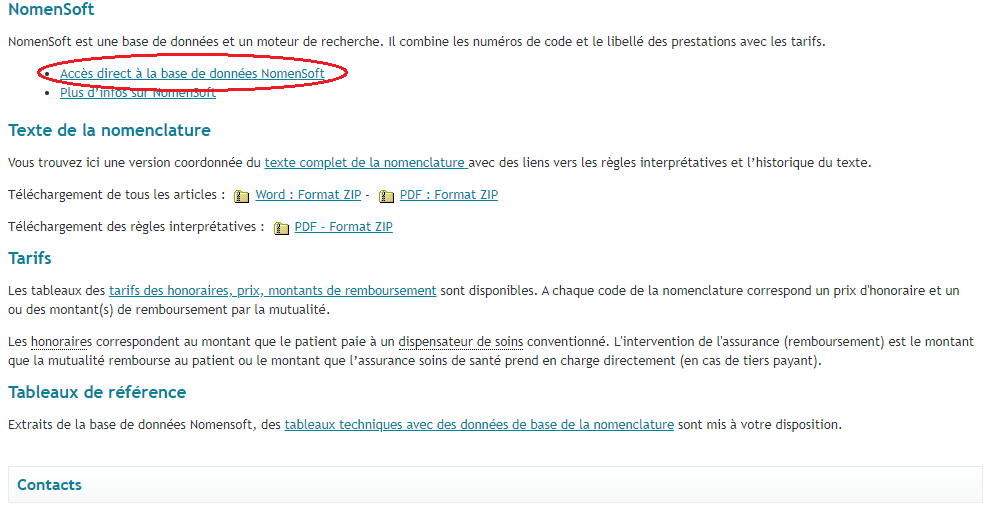 NomenSoft
NomenSoft est une base de données et un moteur de recherche. Il combine les numéros de code et le libellé des prestations avec les tarifs.
• Accès direct à la base de données NomenSoft
• Plus d'infos sur NomenSoft
Texte de la nomenclature
Vous trouvez ici une version coordonnée du texte complet de la nomenclature avec des liens vers les règles interprétatives et l'historique du texte.
Téléchargement de tous les articles : Word : Format ZIP - PDF : Format ZIP
Téléchargement des règles interprétatives : PDF - Format ZIP
Tarifs
Les tableaux des tarifs des honoraires, prix, montants de remboursement sont disponibles. A chaque code de la nomenclature correspond un prix d'honoraire et un
ou des montant(s) de remboursement par la mutualité.
Les honoraires correspondent au montant que le patient paie à un dispensateur de soins conventionné. L'intervention de l'assurance (remboursement) est le montant
que la mutualité rembourse au patient ou le montant que l'assurance soins de santé prend en charge directement (en cas de tiers payant).
Tableaux de référence
Extraits de la base de données Nomensoft, des tableaux techniques avec des données de base de la nomenclature sont mis à votre disposition.
Contacts